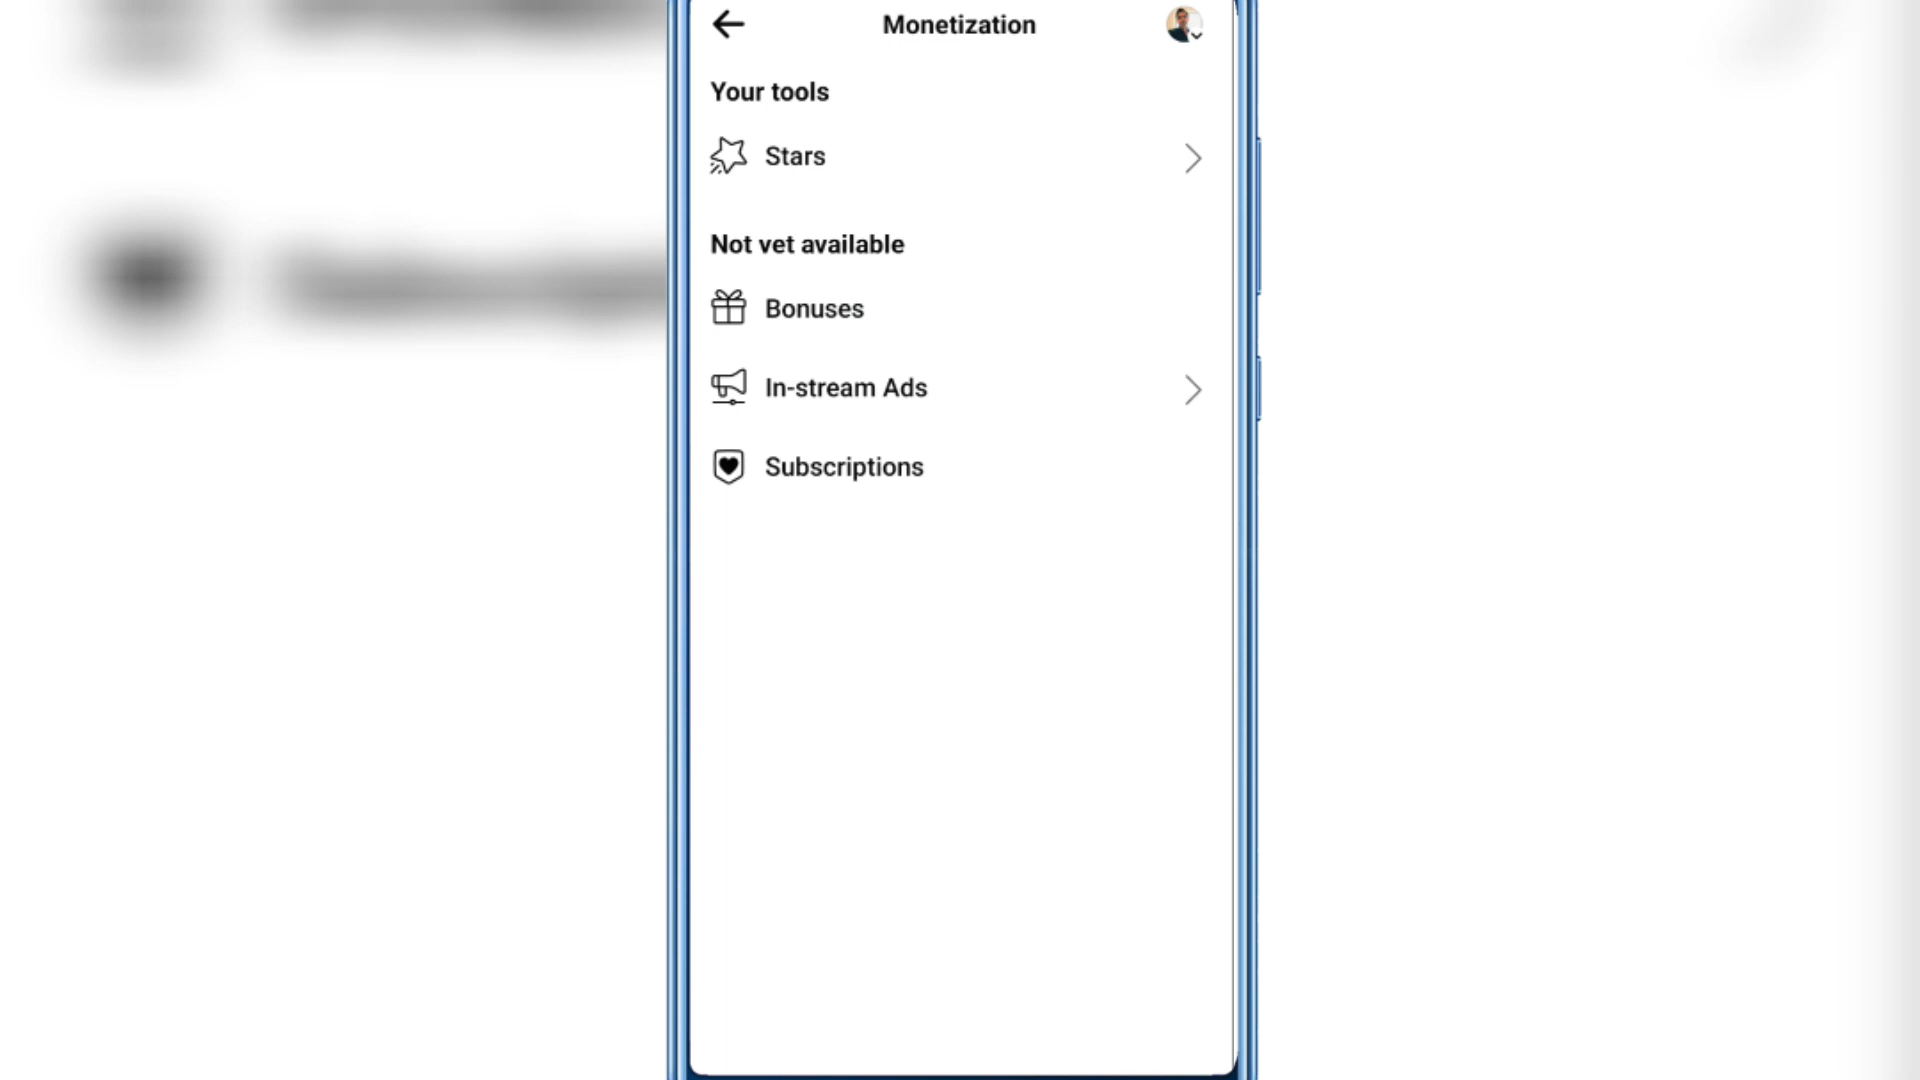 Monetization
Your tools
Stars
Not vet available
Bonuses
In-stream Ads
Subscriptions